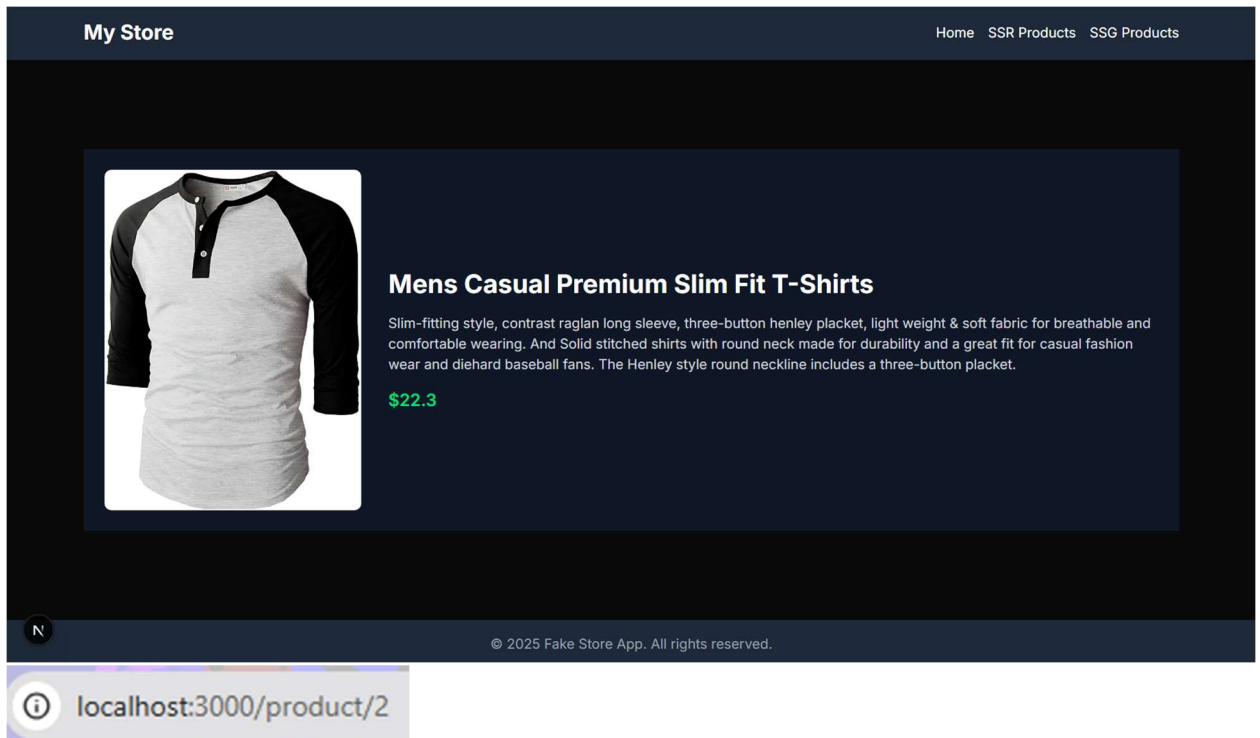 My Store
Home SSR Products SSG Products
Mens Casual Premium Slim Fit T-Shirts
Slim-fitting style, contrast raglan long sleeve, three-button henley placket, light weight & soft fabric for breathable and
comfortable wearing. And Solid stitched shirts with round neck made for durability and a great fit for casual fashion
wear and diehard baseball fans. The Henley style round neckline includes a three-button placket.
$22.3
N
© 2025 Fake Store App. All rights reserved.
localhost:3000/product/2